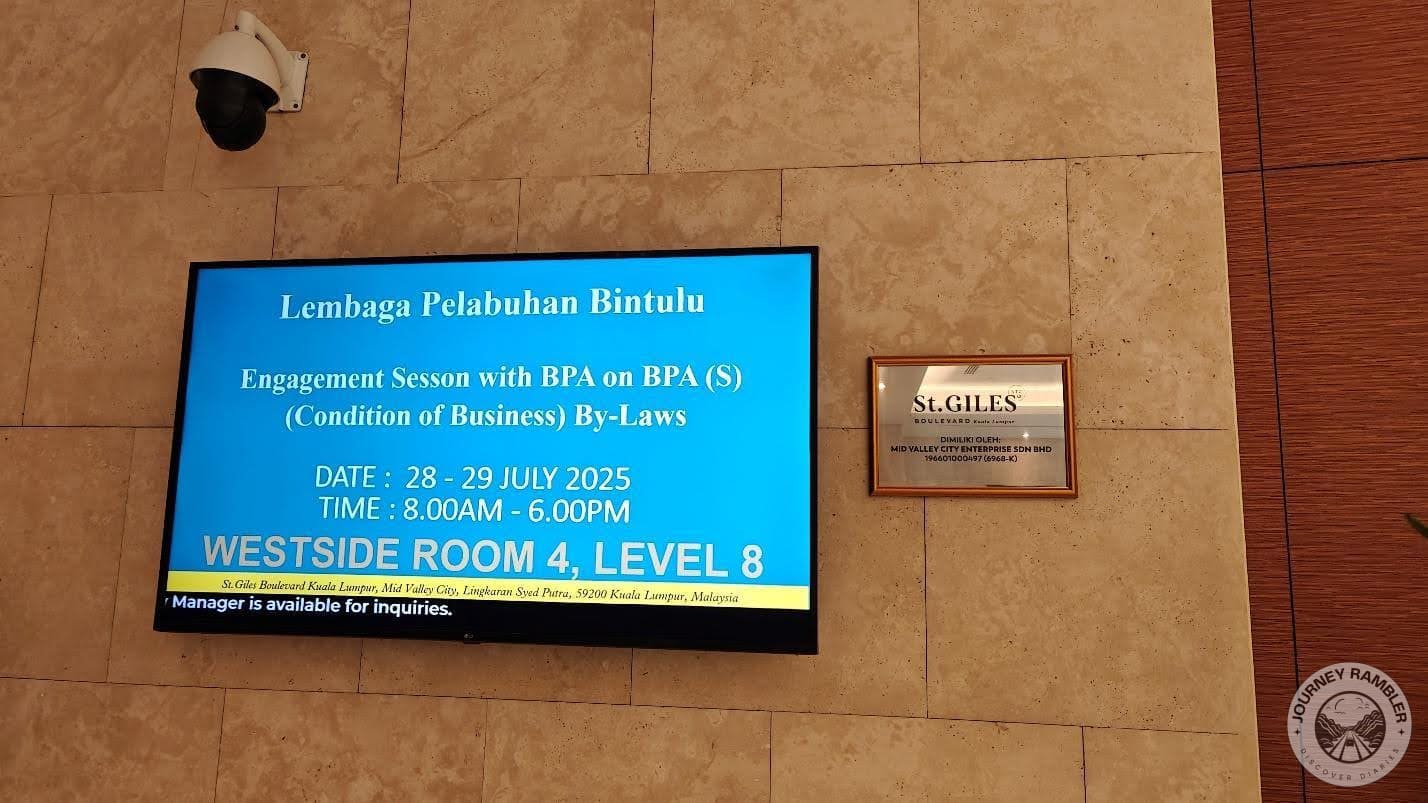 Lembaga Pelabuhan Bintulu
Engagement Sesson with BPA on BPA (S)
(Condition of Business) By-Laws
DATE : 28 - 29 JULY 2025
TIME : 8.00AM - 6.00PM
WESTSIDE ROOM 4, LEVEL 8
St.Giles Boulevard Kuala Lumpur, Mid Valley City, Lingkaran Syed Putra, 59200 Kuala Lumpur, Malaysia
Manager is available for inquiries.
St.GILES
BOULEVARD Kuala Lumpur
DIMILIKI OLEH:
MID VALLEY CITY ENTERPRISE SDN BHD
196601000497 (6968-K)
JOURNEY RAMBLER
DISCOVER DIARIES